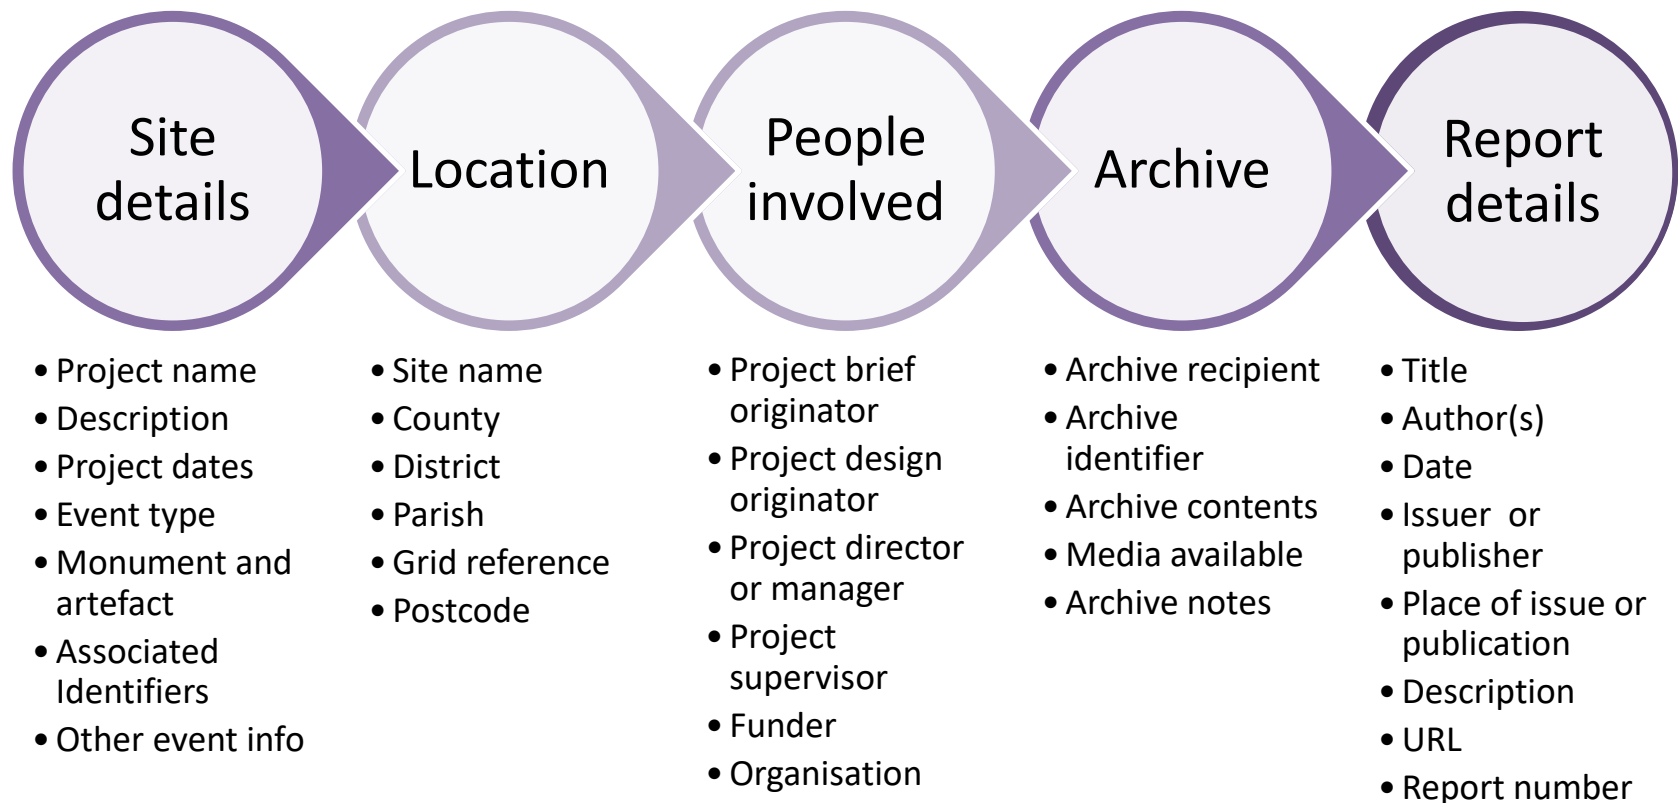 Site
details
Location
People
involved
Archive
Report
details
• Project name
• Description
• Project dates
• Event type
• Monument and
artefact
• Associated
Identifiers
• Other event info
• Site name
• County
• District
• Parish
• Grid reference
• Postcode
• Project brief
originator
• Project design
originator
• Project director
or manager
• Project
supervisor
• Funder
• Organisation
• Archive recipient
• Archive
identifier
• Archive contents
• Media available
• Archive notes
• Title
• Author(s)
• Date
• Issuer  or
publisher
• Place of issue or
publication
• Description
• URL
• Report number